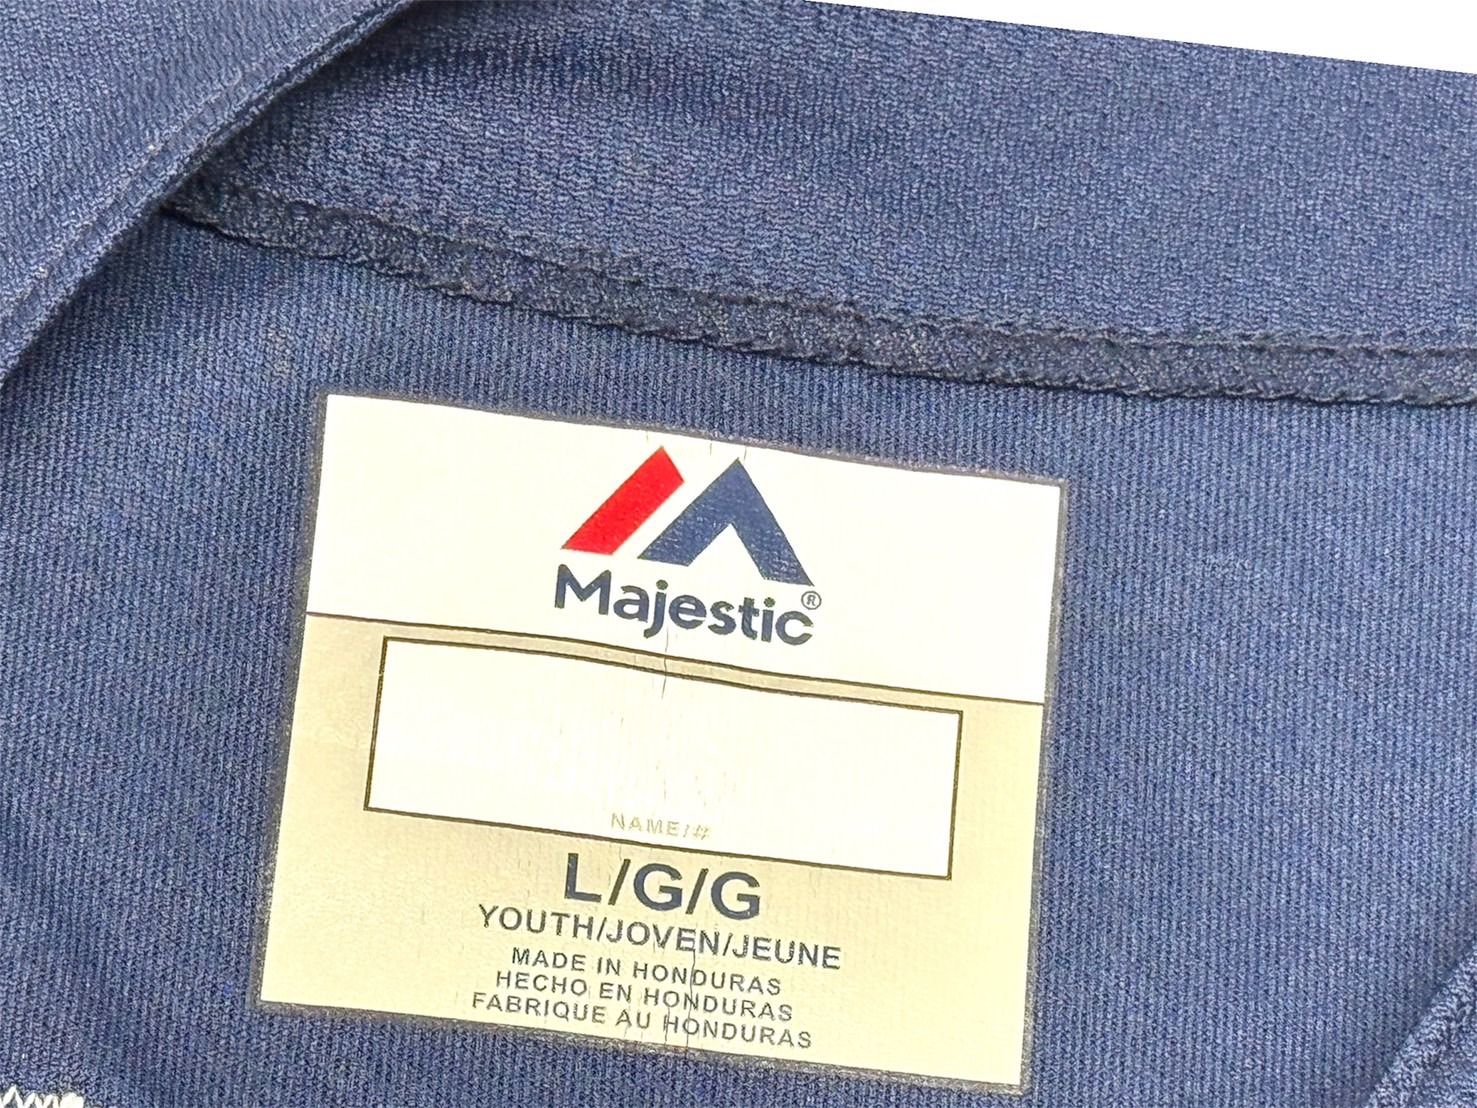 Majestic®
NAME/#
L/G/G
YOUTH/JOVEN/JEUNE
MADE IN HONDURAS
HECHO EN HONDURAS
FABRIQUE AU HONDURAS